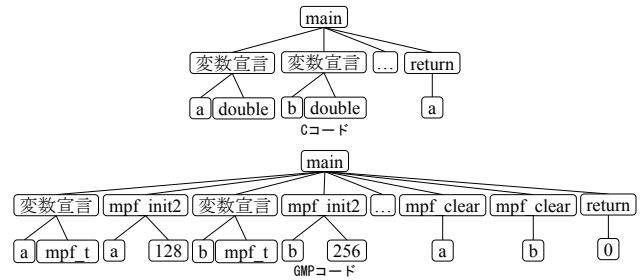 main
変数宣言 変数宣言 … return
a double b double a
Cコード
main
変数宣言 mpf_init2 変数宣言 mpf_init2 … mpf_clear mpf_clear return
a mpf_t a 128 b mpf_t b 256 a b 0
GMPコード